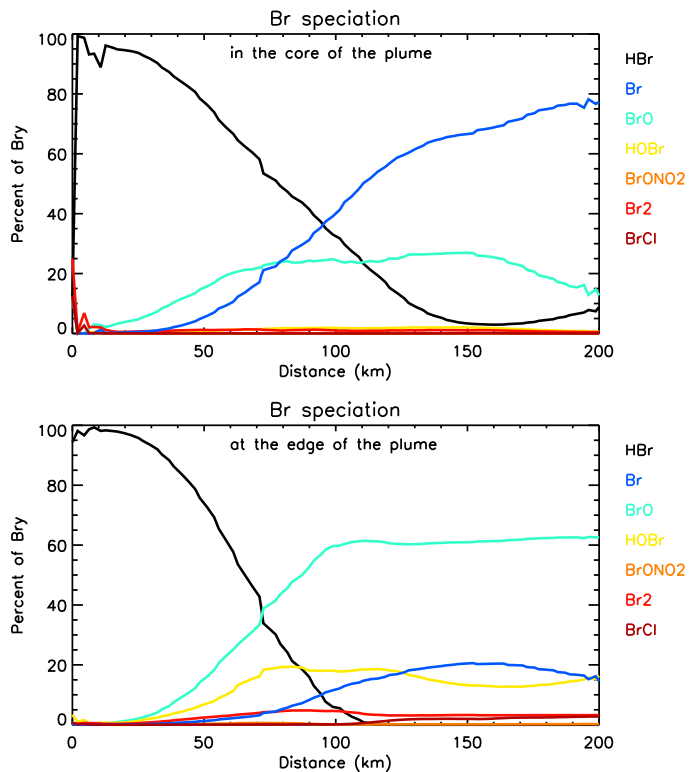 Br speciation
in the core of the plume
Percent of Bry
100
80
60
40
20
0
0 50 100 150 200
Distance (km)
HBr
Br
BrO
HOBr
BrONO2
Br2
BrCl
Br speciation
at the edge of the plume
Percent of Bry
100
80
60
40
20
0
0 50 100 150 200
Distance (km)
HBr
Br
BrO
HOBr
BrONO2
Br2
BrCl